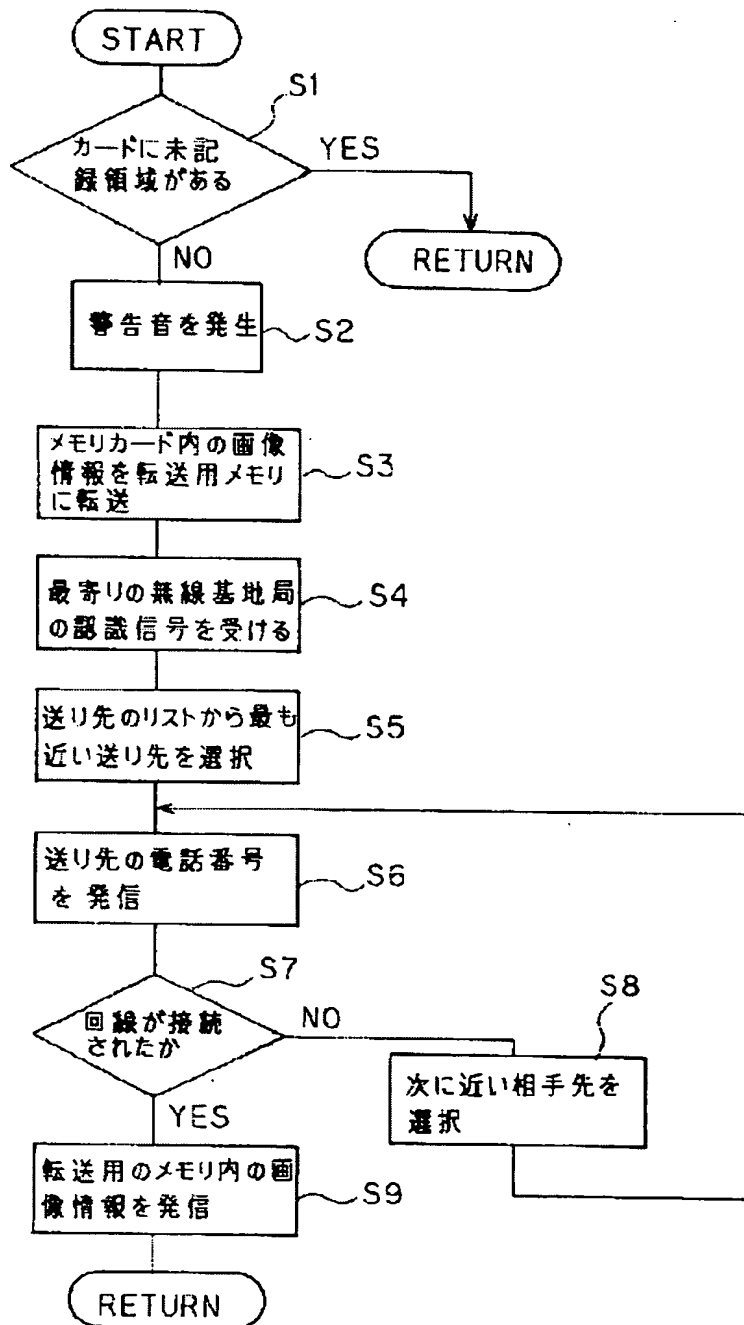 START
S1
カードに未記
録領域がある
YES
RETURN
NO
警告音を発生
S2
メモリカード内の画像
情報を転送用メモリ
に転送
S3
最寄りの無線基地局
の認識信号を受ける
S4
送り先のリストから最も
近い送り先を選択
S5
送り先の電話番号
を発信
S6
S7
回線が接続
されたか
NO
S8
次に近い相手先を
選択
YES
転送用のメモリ内の画
像情報を発信
S9
RETURN